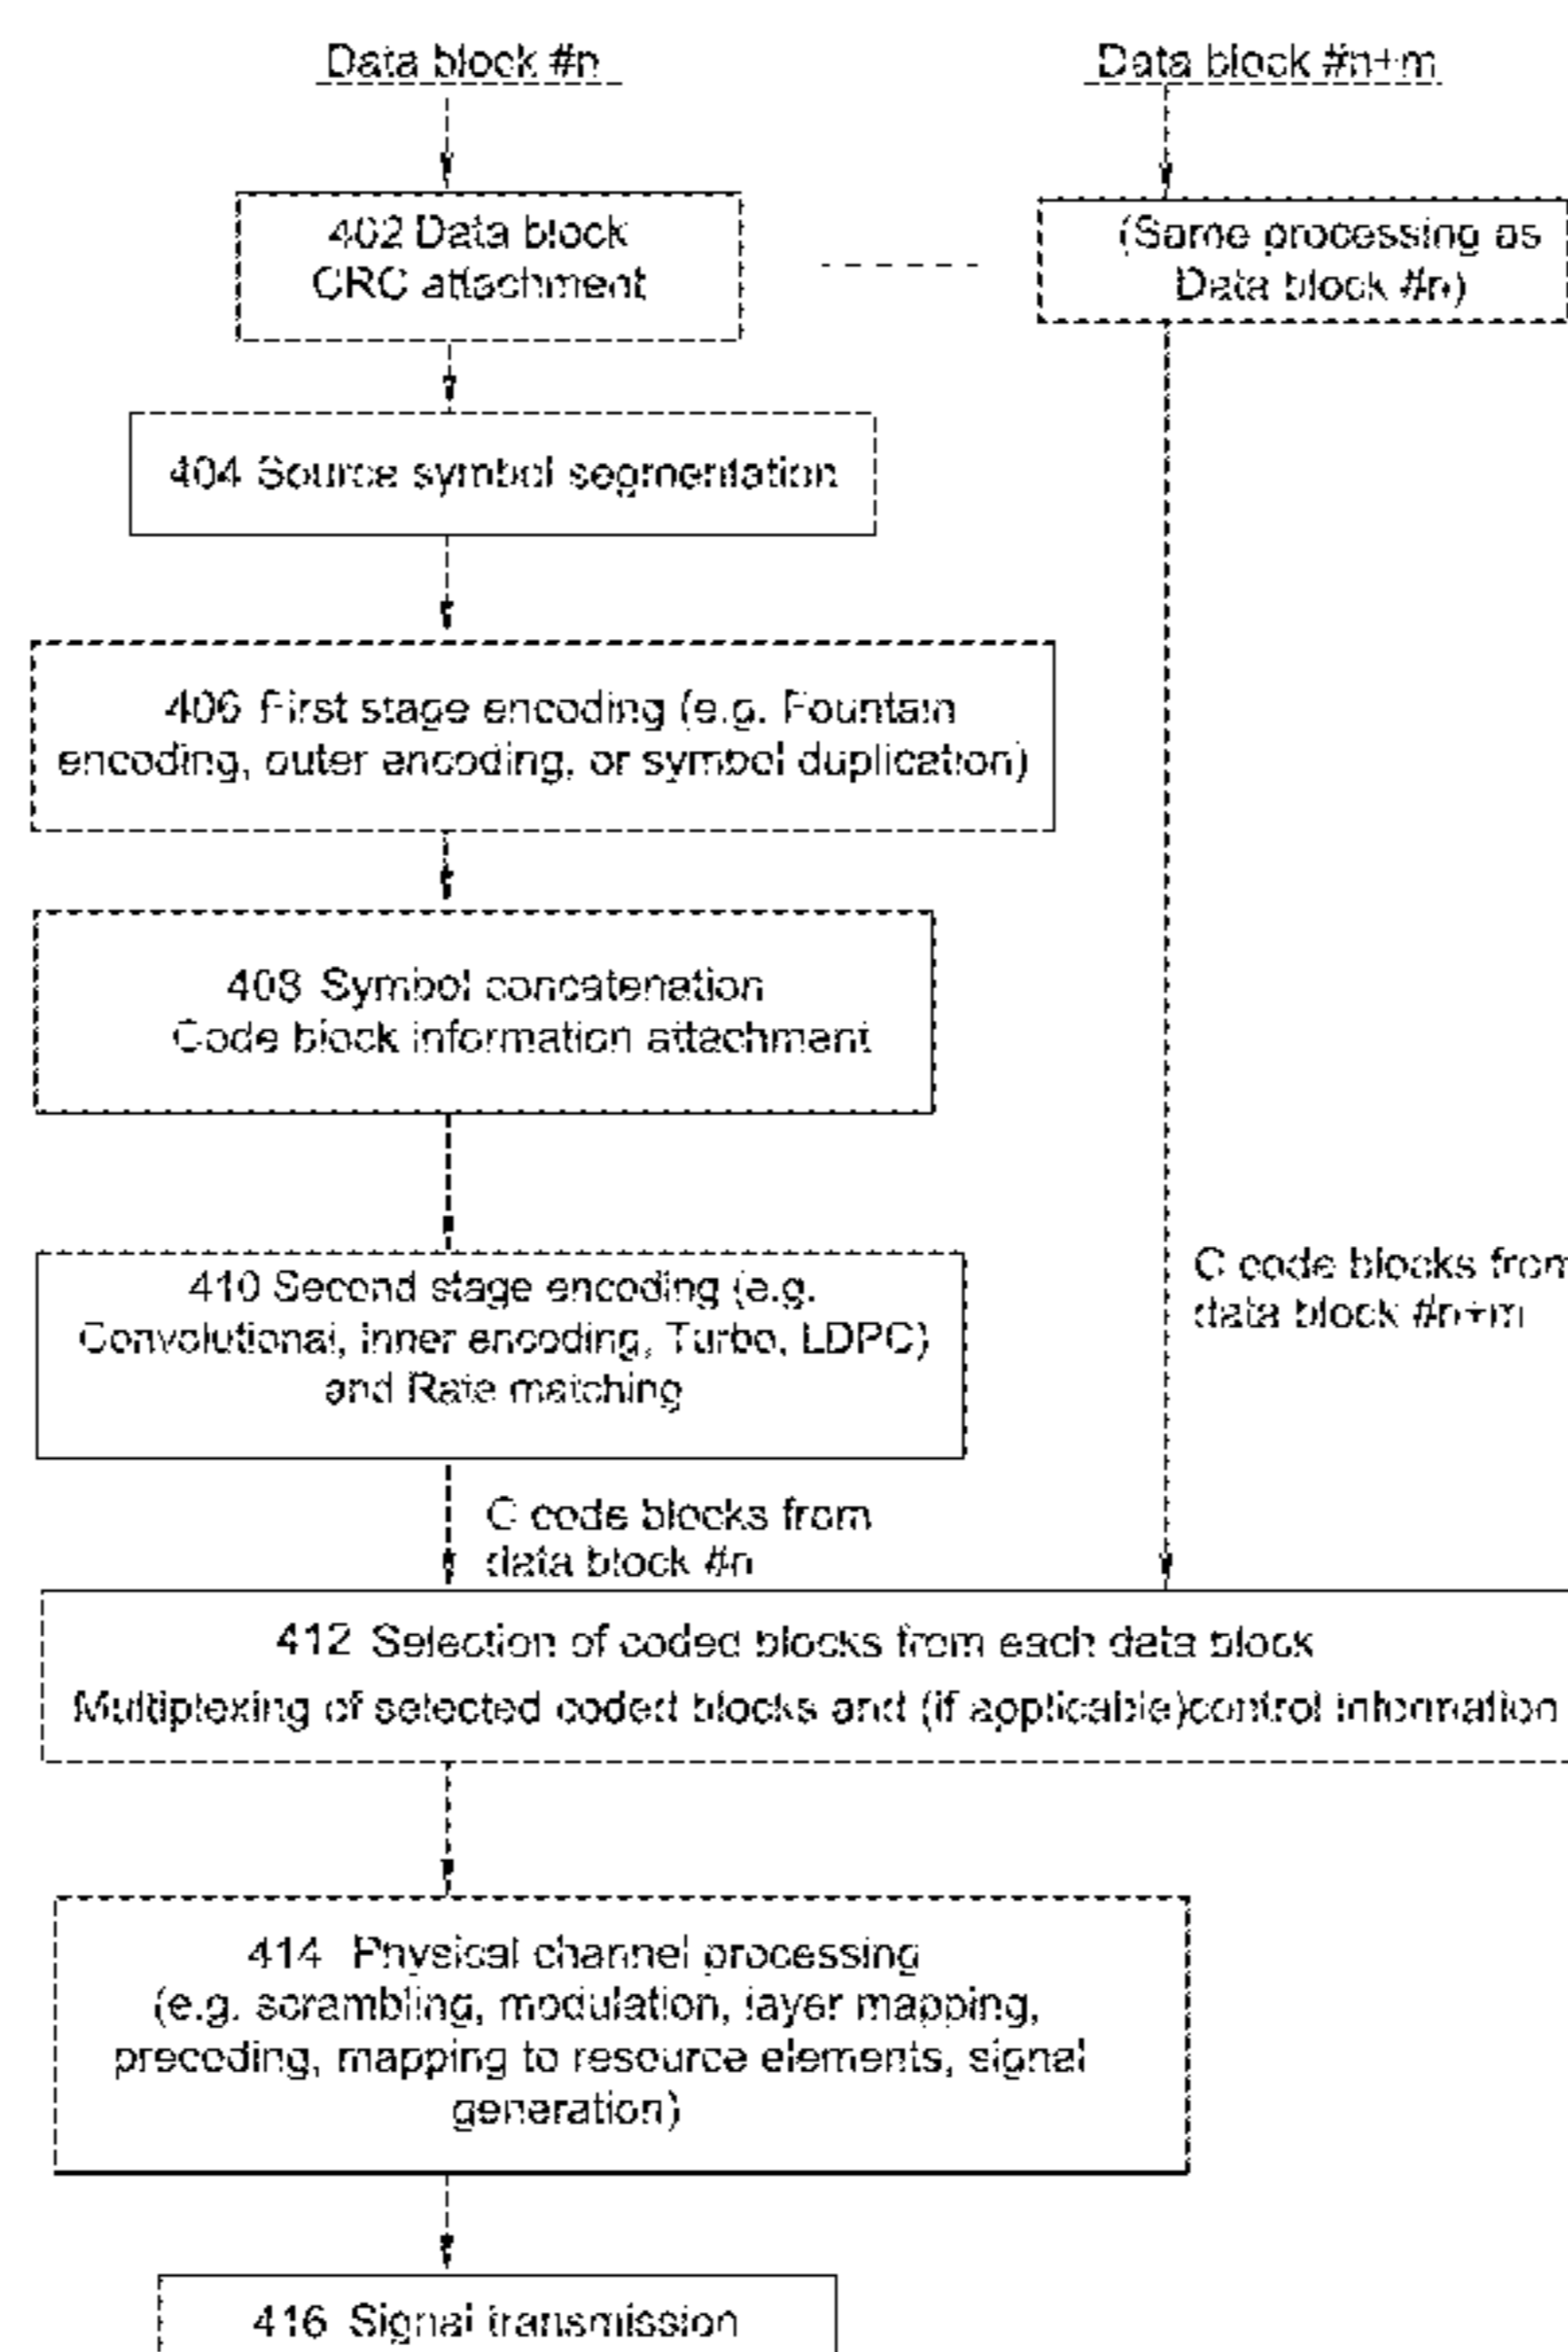 Data block #n
Data block #n+m
402 Data block
CRC attachment
(Same processing as
Data block #n)
404 Source symbol segmentation
406 First stage encoding (e.g. Fountain
encoding, outer encoding, or symbol duplication)
408 Symbol concatenation
Code block information attachment
410 Second stage encoding (e.g.
Convolutional, inner encoding, Turbo, LDPC)
and Rate matching
C code blocks from
data block #n+m
C code blocks from
data block #n
412 Selection of coded blocks from each data block
Multiplexing of selected coded blocks and (if applicable)control information
414 Physical channel processing
(e.g. scrambling, modulation, layer mapping,
precoding, mapping to resource elements, signal
generation)
416 Signal transmission